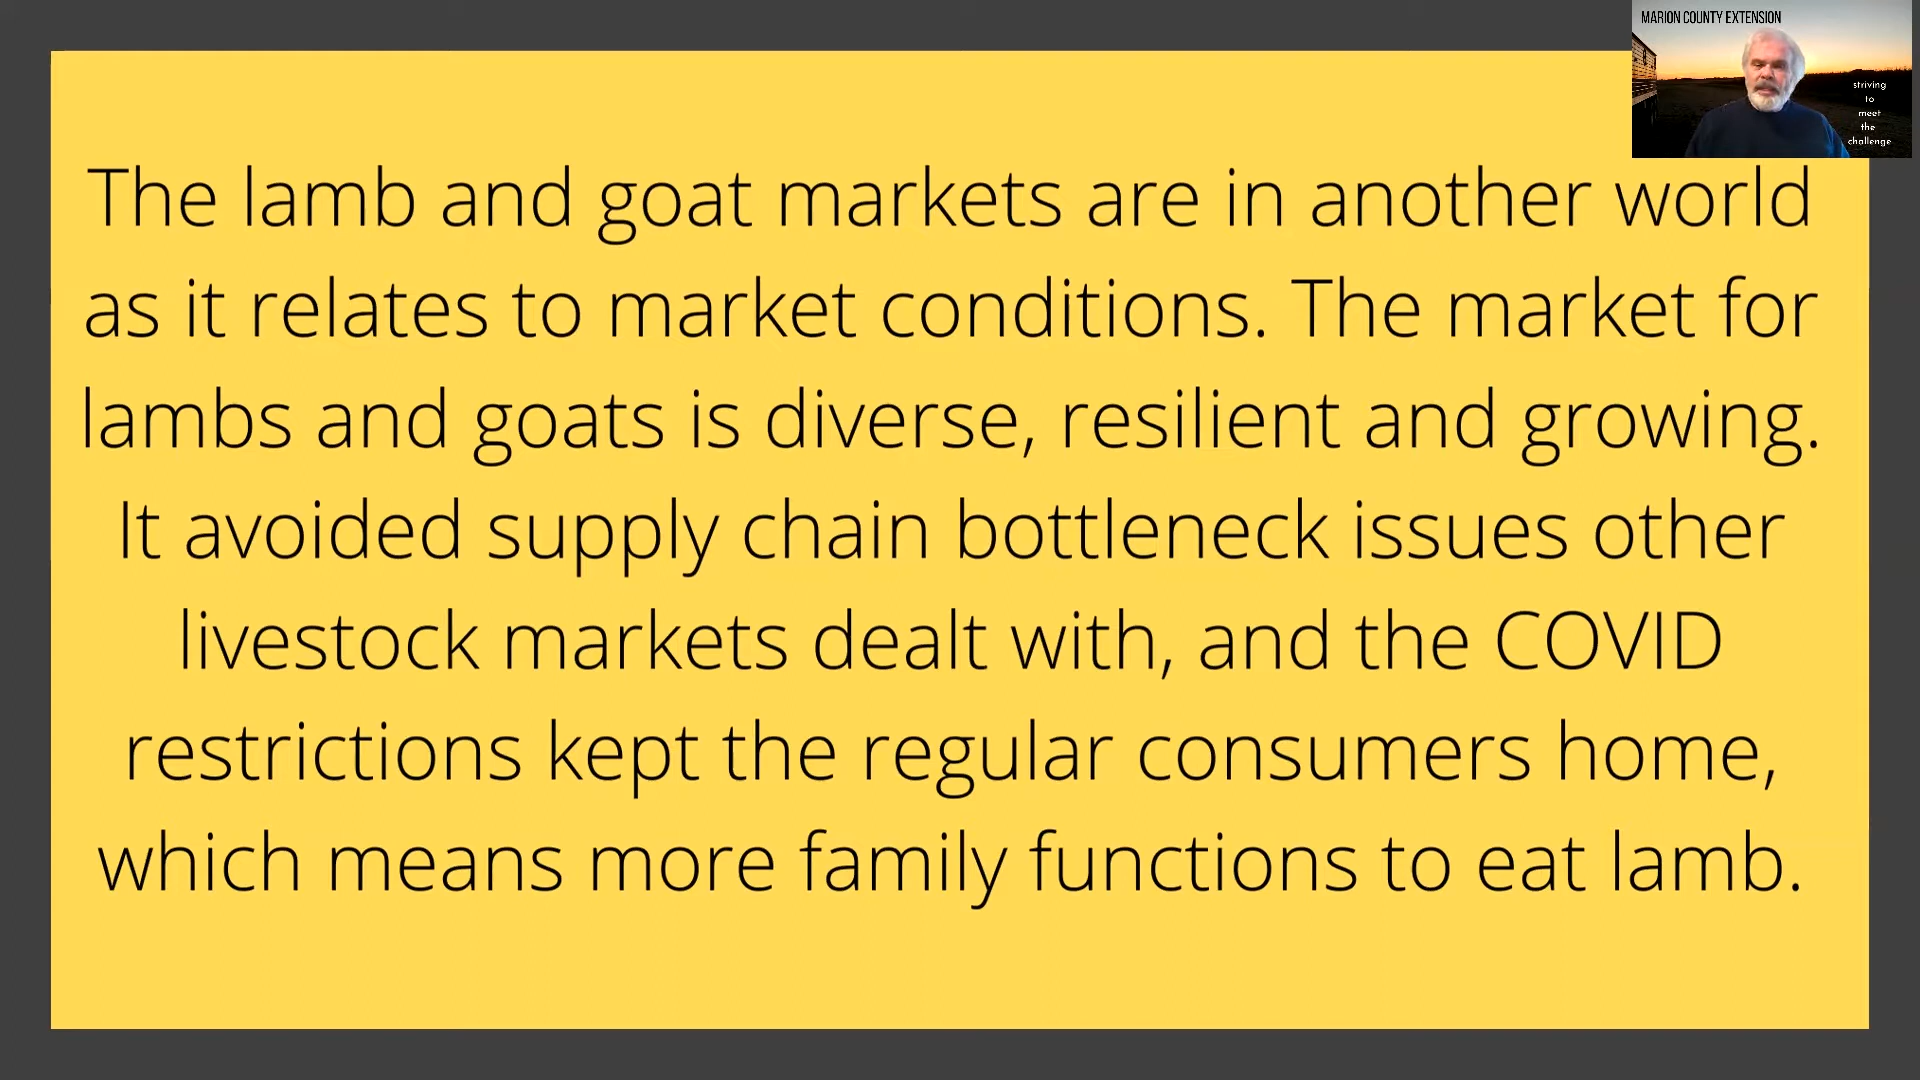 MARION COUNTY EXTENSION
striving
to
meet
the
challenge
The lamb and goat markets are in another world
as it relates to market conditions. The market for
lambs and goats is diverse, resilient and growing.
It avoided supply chain bottleneck issues other
livestock markets dealt with, and the COVID
restrictions kept the regular consumers home,
which means more family functions to eat lamb.